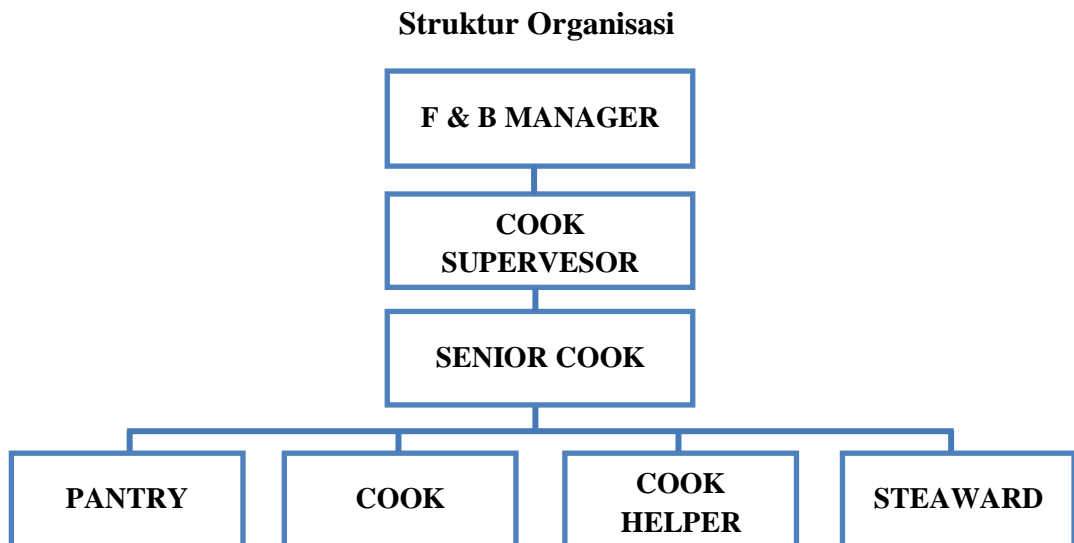 Struktur Organisasi
F & B MANAGER
COOK
SUPERVESOR
SENIOR COOK
PANTRY
COOK
COOK
HELPER
STEAWARD